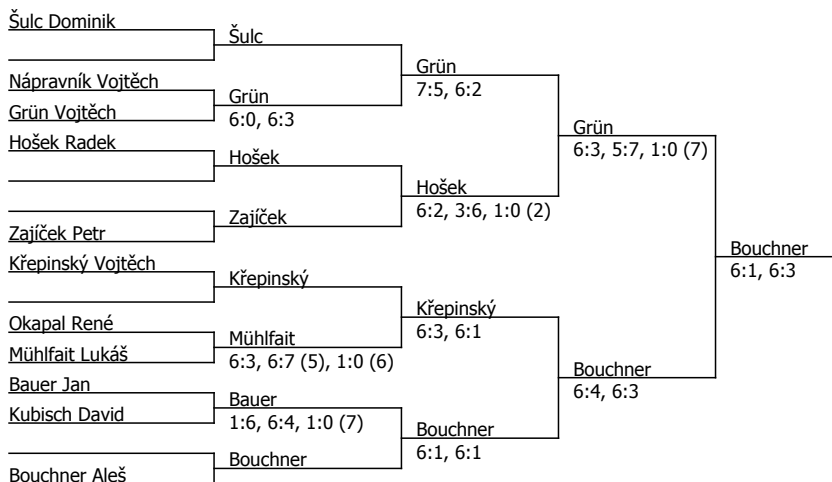 Šulc Dominik
Nápravník Vojtěch
Grün Vojtěch
Hošek Radek
Zajíček Petr
Křepinský Vojtěch
Okapal René
Mühlfait Lukáš
Bauer Jan
Kubisch David
Bouchner Aleš
Šulc
Grün
6:0, 6:3
Hošek
Zajíček
Křepinský
Mühlfait
6:3, 6:7 (5), 1:0 (6)
Bauer
1:6, 6:4, 1:0 (7)
Bouchner
Grün
7:5, 6:2
Hošek
6:2, 3:6, 1:0 (2)
Křepinský
6:3, 6:1
Bouchner
6:1, 6:1
Grün
6:3, 5:7, 1:0 (7)
Bouchner
6:4, 6:3
Bouchner
6:1, 6:3